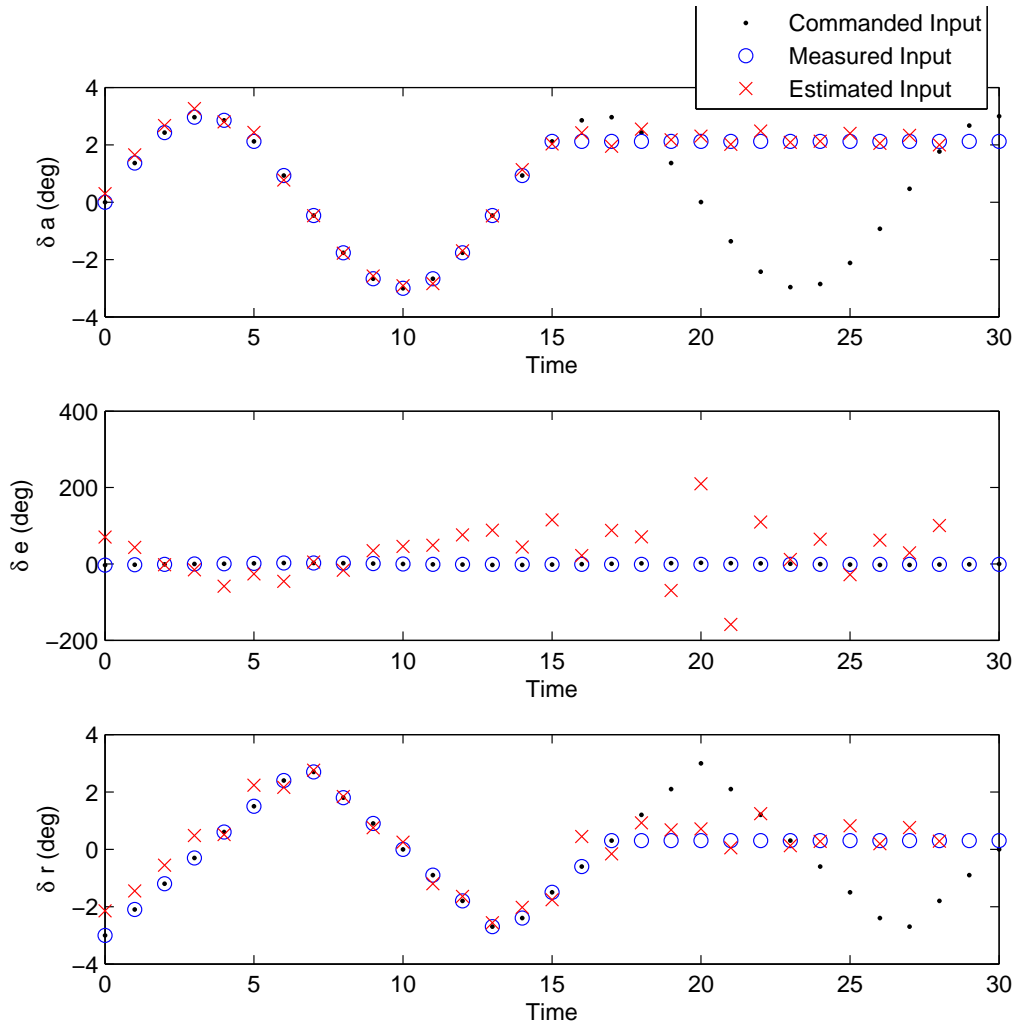 Commanded Input
Measured Input
Estimated Input
4
2
0
−2
−4
δ a (deg)
0 5 10 15 20 25 30
Time
400
200
0
−200
δ e (deg)
0 5 10 15 20 25 30
Time
4
2
0
−2
−4
δ r (deg)
0 5 10 15 20 25 30
Time